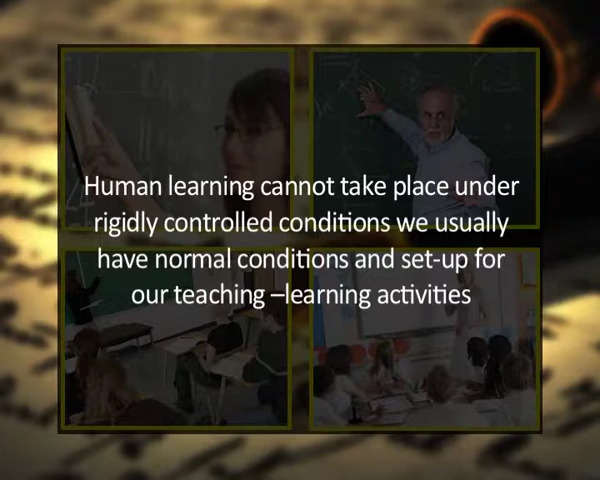 Human learning cannot take place under
rigidly controlled conditions we usually
have normal conditions and set-up for
our teaching –learning activities